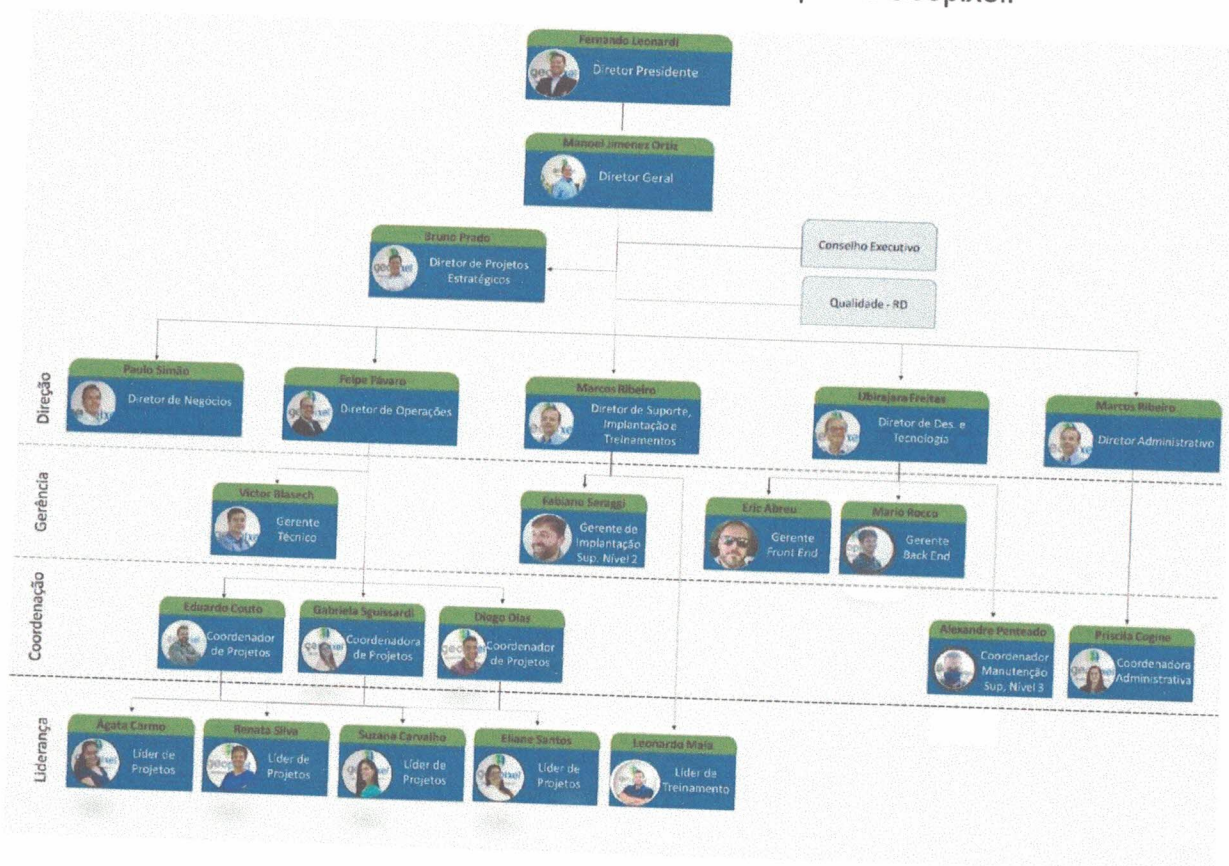 Fernando Leonardi
Diretor Presidente
Manoel Jimenez Ortiz
Diretor Geral
Bruno Prado
Diretor de Projetos
Estratégicos
Conselho Executivo
Qualidade - RD
Direção
Paulo Simão
Diretor de Negócios
Felipe Fávaro
Diretor de Operações
Marcos Ribeiro
Diretor de Suporte,
Implantação e
Treinamentos
Ubirajara Freitas
Diretor de Des. e
Tecnologia
Marcos Ribeiro
Diretor Administrativo
Gerência
Victor Blasech
Gerente
Técnico
Fabiano Seraggi
Gerente de
Implantação
Sup. Nível 2
Eric Abreu
Gerente
Front End
Mario Rocco
Gerente
Back End
Coordenação
Eduardo Couto
Coordenador
de Projetos
Gabriela Sguissardi
Coordenadora
de Projetos
Diogo Dias
Coordenador
de Projetos
Alexandre Penteado
Coordenador
Manutenção
Sup. Nível 3
Priscila
Coordenadora
Administrativa
Liderança
Ágata Carmo
Líder de
Projetos
Renata Silva
Líder de
Projetos
Suzana Carvalho
Líder de
Projetos
Eliane Santos
Líder de
Projetos
Leonardo Maia
Líder de
Treinamento